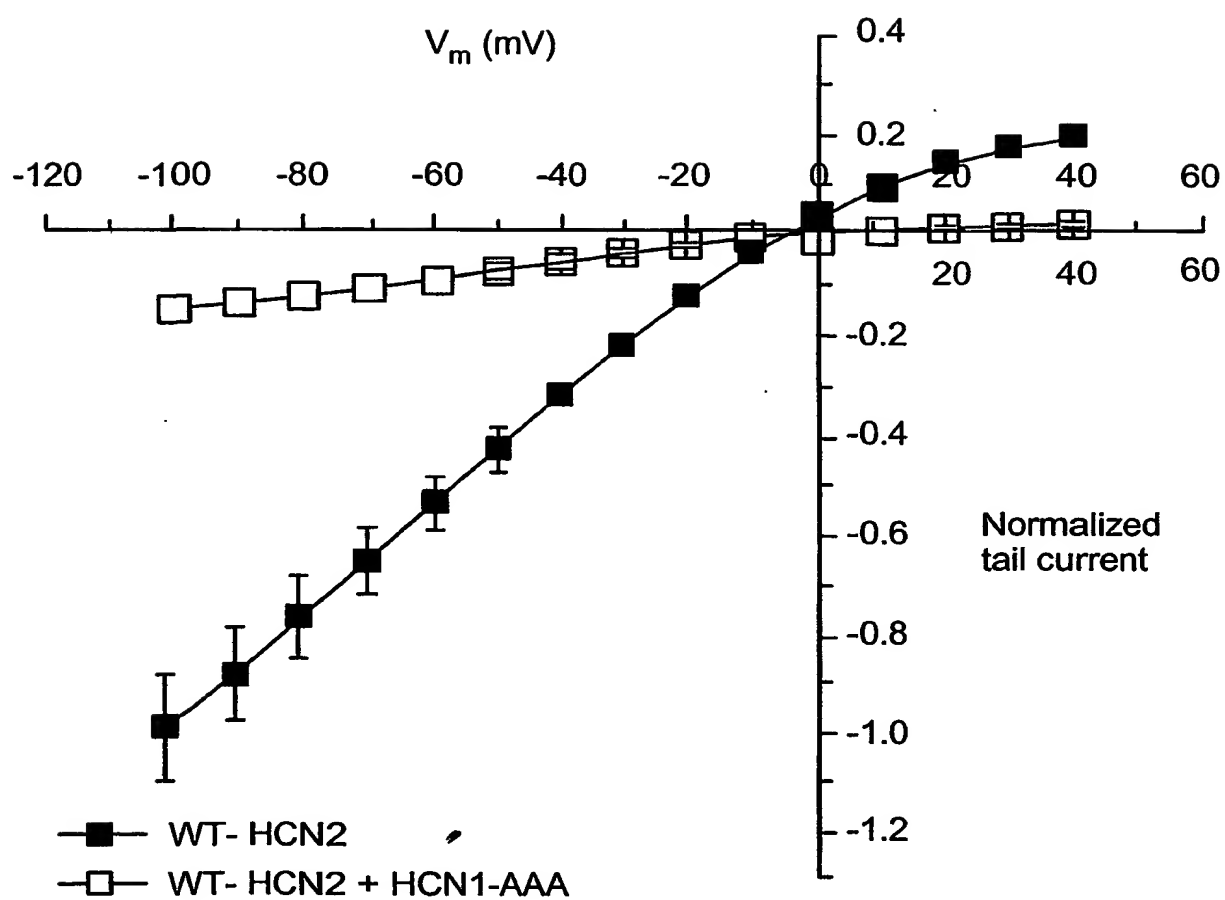 V_m (mV)
0.4
0.2
-120 -100 -80 -60 -40 -20 0 20 40 60
20 40 60
-0.2
-0.4
Normalized
tail current
-0.6
-0.8
-1.0
-1.2
WT- HCN2
WT- HCN2 + HCN1-AAA